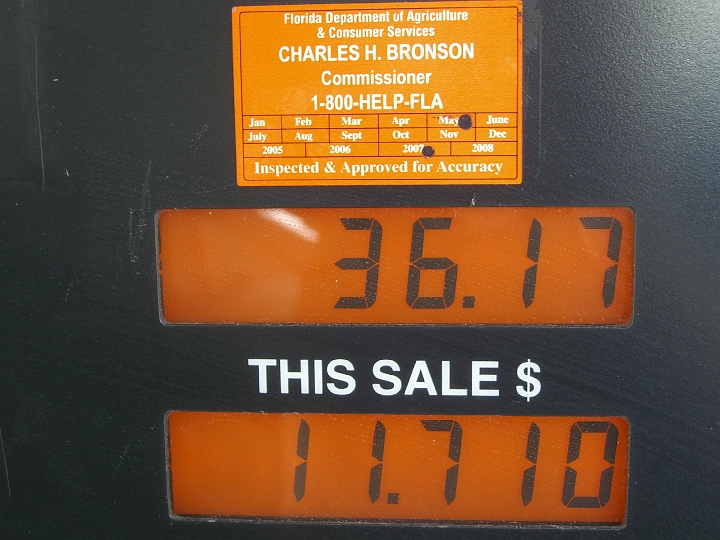 Florida Department of Agriculture
& Consumer Services
CHARLES H. BRONSON
Commissioner
1-800-HELP-FLA
Jan Feb Mar Apr May June
July Aug Sept Oct Nov Dec
2005 2006 2007 2008
Inspected & Approved for Accuracy
36.17
THIS SALE $
11.710